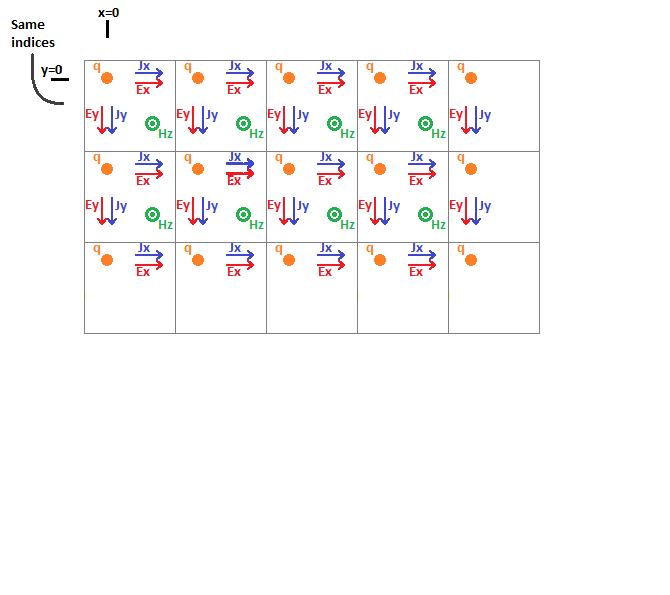 x=0
Same
indices
y=0
q Jx q Jx q Jx q Jx q
Ex Ex Ex Ex
Ey Jy Ey Jy Ey Jy Ey Jy Ey Jy
Hz Hz Hz Hz
q Jx q Jx q Jx q Jx q
Ex Ex Ex Ex
Ey Jy Ey Jy Ey Jy Ey Jy Ey Jy
Hz Hz Hz Hz
q Jx q Jx q Jx q Jx q
Ex Ex Ex Ex